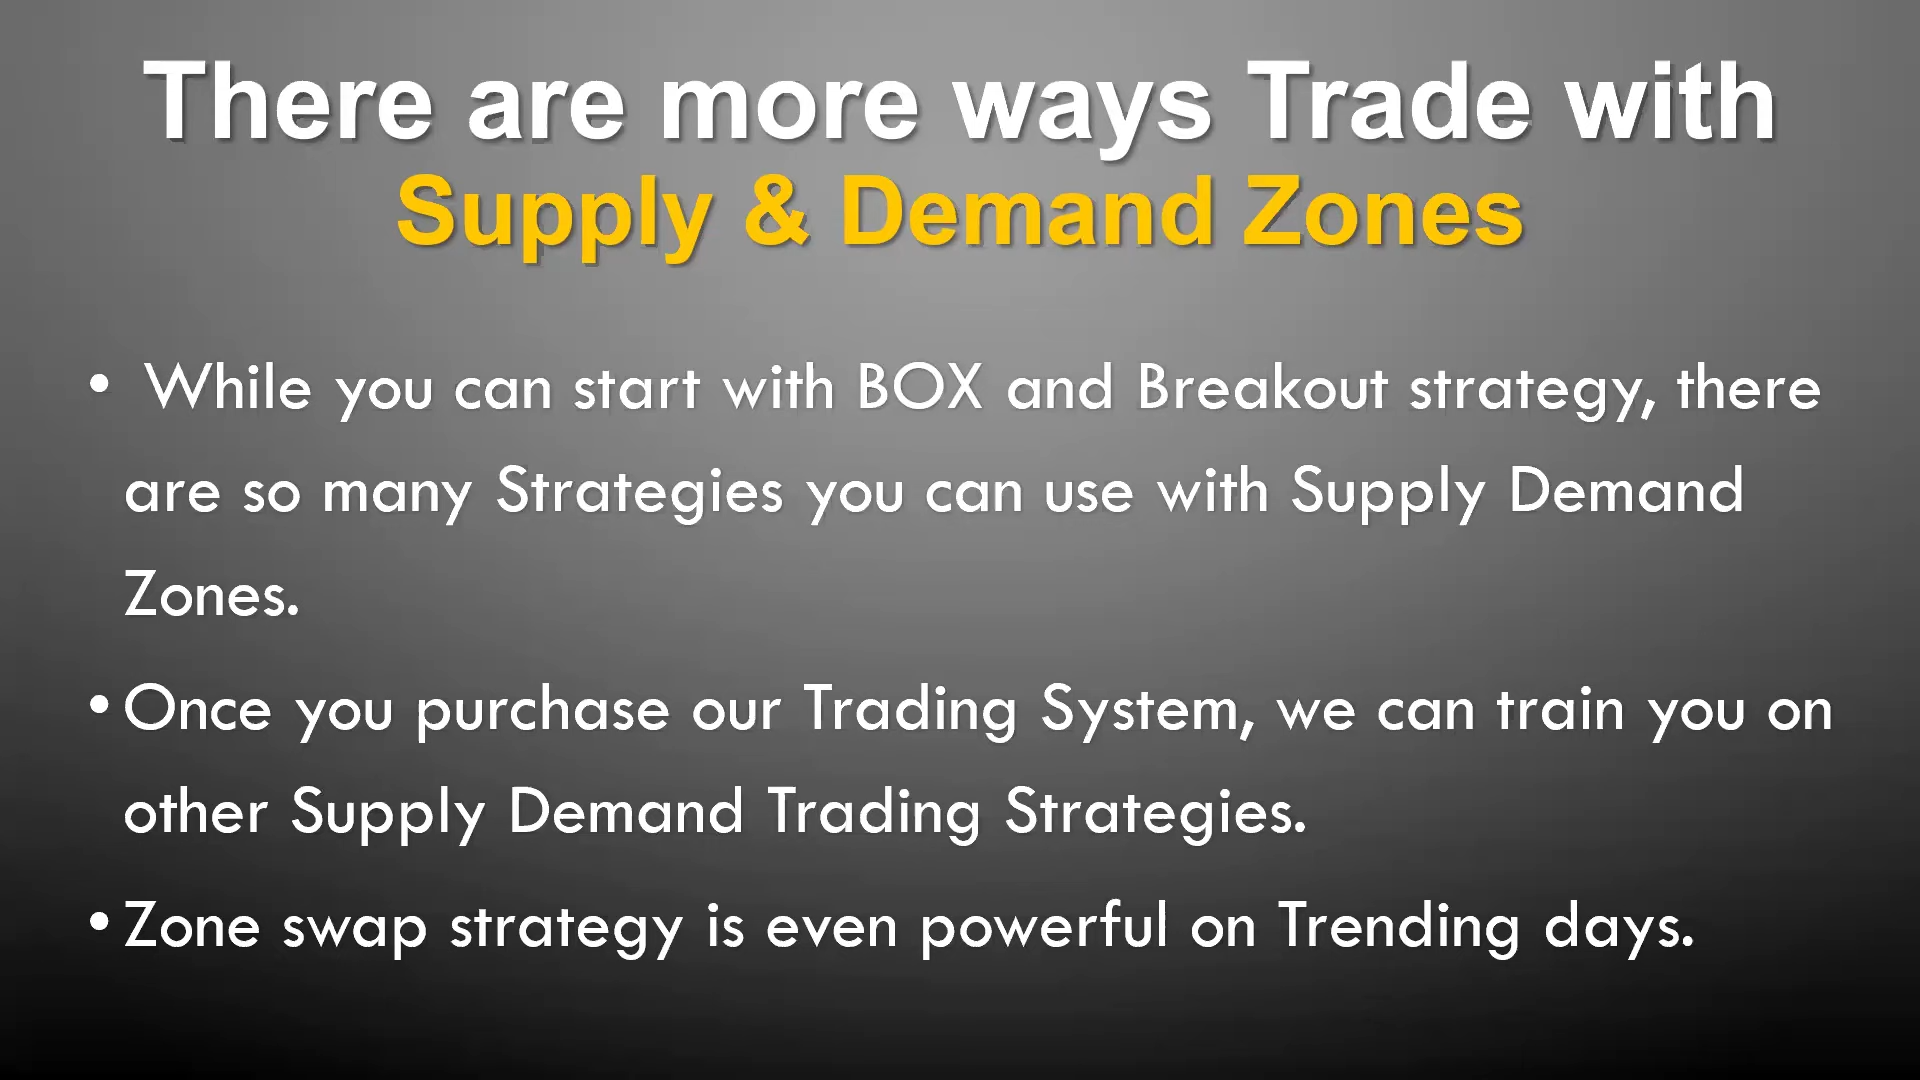 There are more ways Trade with
Supply & Demand Zones
• While you can start with BOX and Breakout strategy, there
are so many Strategies you can use with Supply Demand
Zones.
• Once you purchase our Trading System, we can train you on
other Supply Demand Trading Strategies.
• Zone swap strategy is even powerful on Trending days.